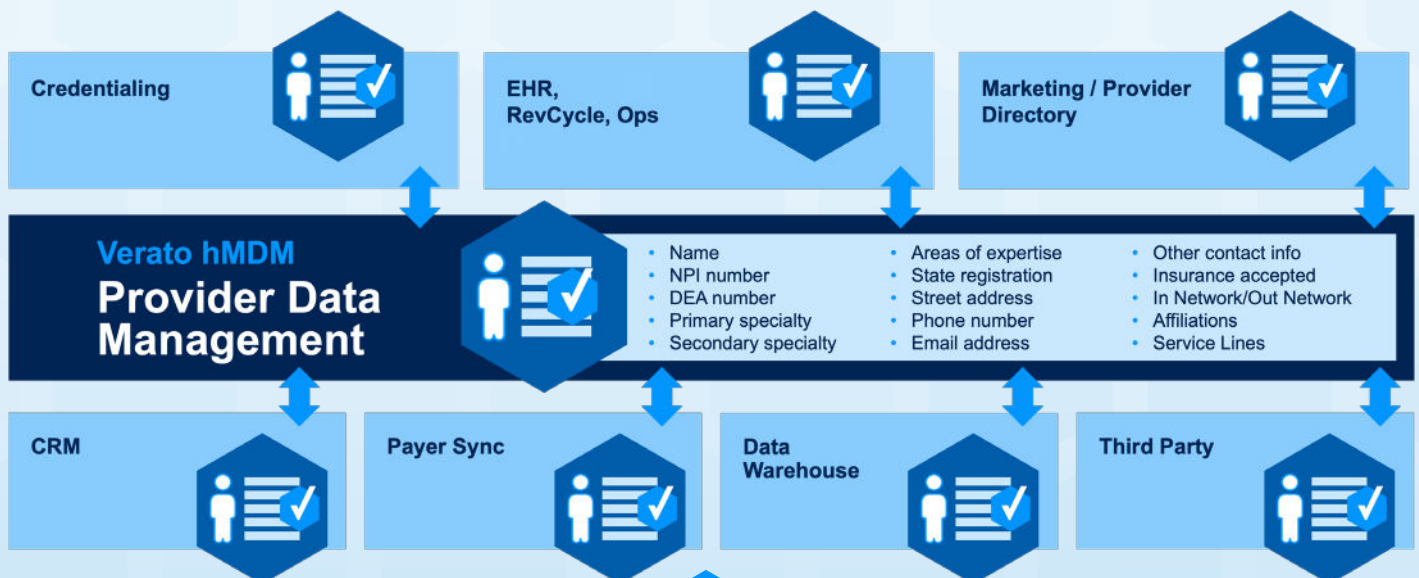 Credentialing
EHR,
RevCycle, Ops
Marketing / Provider
Directory
Verato hMDM
Provider Data
Management
• Name
• NPI number
• DEA number
• Primary specialty
• Secondary specialty
• Areas of expertise
• State registration
• Street address
• Phone number
• Email address
• Other contact info
• Insurance accepted
• In Network/Out Network
• Affiliations
• Service Lines
CRM
Payer Sync
Data
Warehouse
Third Party